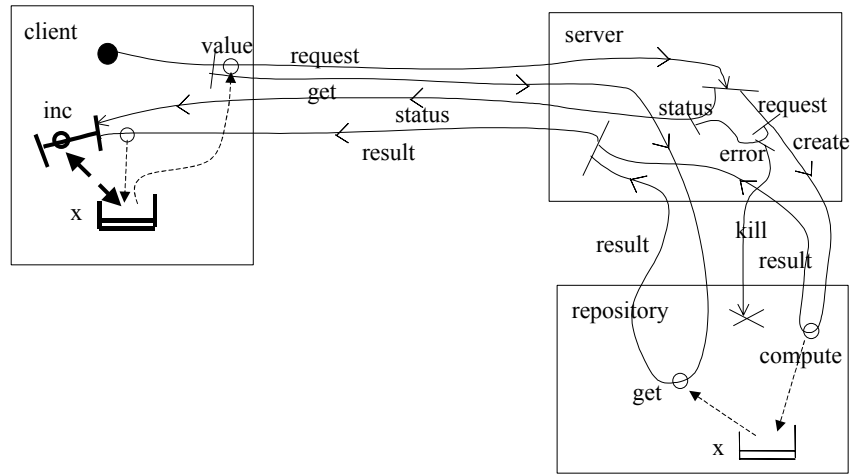 client
value
request
get
inc
status
result
x
server
status
request
error
create
result
kill
result
repository
compute
get
x